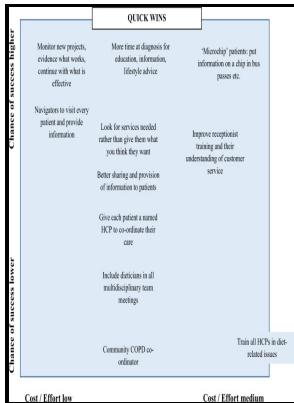 QUICK WINS
Chance of success higher
Monitor new projects,
evidence what works,
continue with what is
effective
More time at diagnosis for
education, information,
lifestyle advice
'Microchip' patients: put
information on a chip in bus
passes etc.
Navigators to visit every
patient and provide
information
Look for services needed
rather than give them what
you think they want
Improve receptionist
training and their
understanding of customer
service
Better sharing and provision
of information to patients
Give each patient a named
HCP to co-ordinate their
care
Include dieticians in all
multidisciplinary team
meetings
Chance of success lower
Community COPD co-
ordinator
Train all HCPs in diet-
related issues
Cost / Effort low
Cost / Effort medium